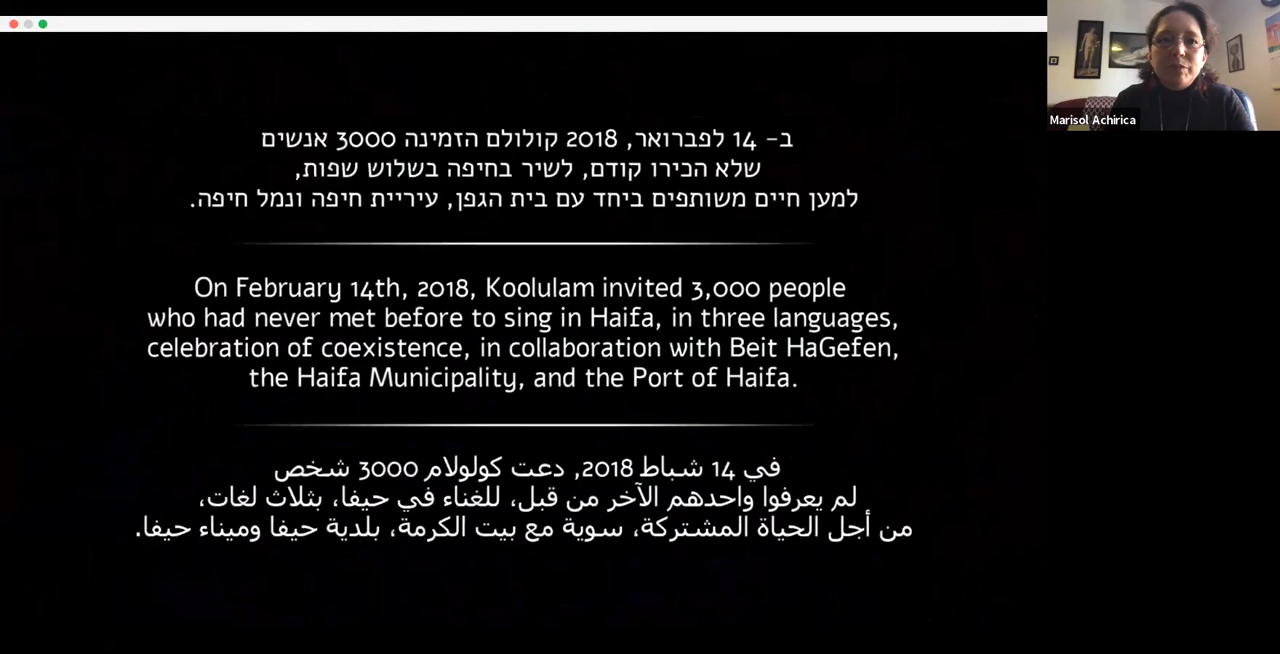 ב- 14 לפברואר, 2018 קולולם הזמינה 3000 אנשים
שלא הכירו קודם, לשיר בחיפה בשלוש שפות,
למען חיים משותפים ביחד עם בית הגפן, עיריית חיפה ונמל חיפה.
On February 14th, 2018, Koolulam invited 3,000 people
who had never met before to sing in Haifa, in three languages,
celebration of coexistence, in collaboration with Beit HaGefen,
the Haifa Municipality, and the Port of Haifa.
في 14 شباط 2018, دعت كولولام 3000 شخص
لم يعرفوا واحدهم الآخر من قبل، للغناء في حيفا، بثلاث لغات،
من أجل الحياة المشتركة، سوية مع بيت الكرمة، بلدية حيفا وميناء حيفا.
Marisol Achirica